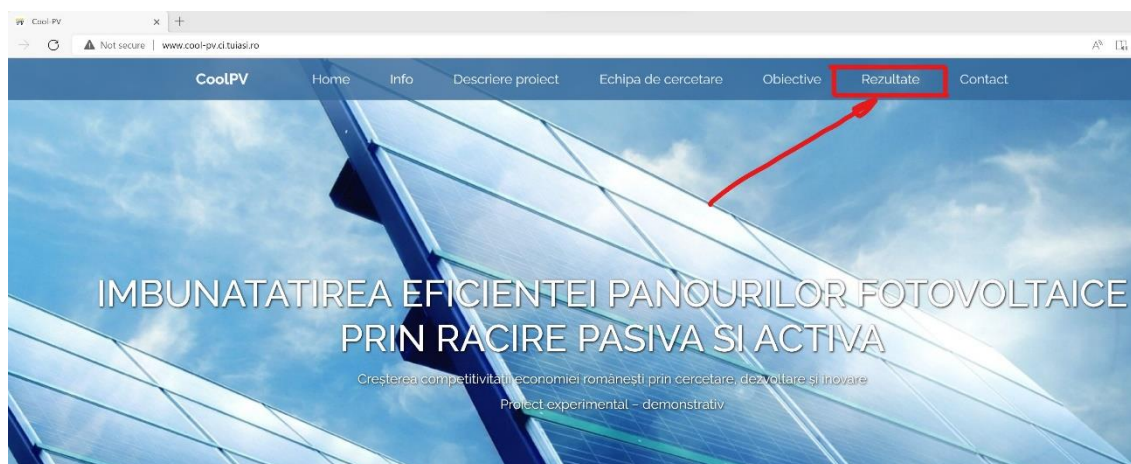 Cool-PV
Not secure | www.cool-pv.ci.tuiasi.ro
CoolPV Home Info Descriere proiect Echipa de cercetare Obiective Rezultate Contact
IMBUNATATIREA EFICIENTEI PANOURILOR FOTOVOLTAICE
PRIN RACIRE PASIVA SI ACTIVA
Creșterea competitivității economiei românești prin cercetare, dezvoltare și inovare
Proiect experimental – demonstrativ